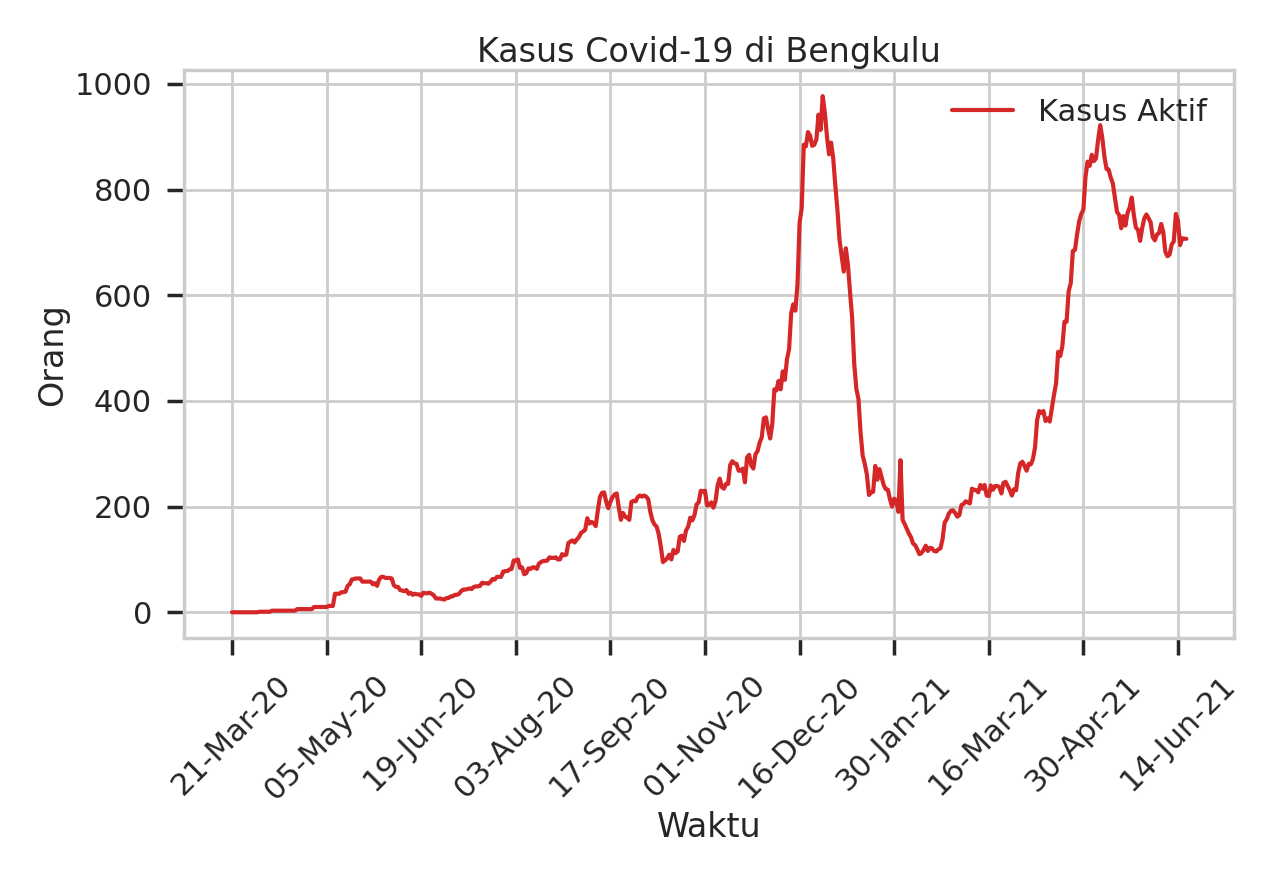 Kasus Covid-19 di Bengkulu
Kasus Aktif
1000
800
600
400
200
0
Orang
21-Mar-20
05-May-20
19-Jun-20
03-Aug-20
17-Sep-20
01-Nov-20
16-Dec-20
30-Jan-21
16-Mar-21
30-Apr-21
14-Jun-21
Waktu